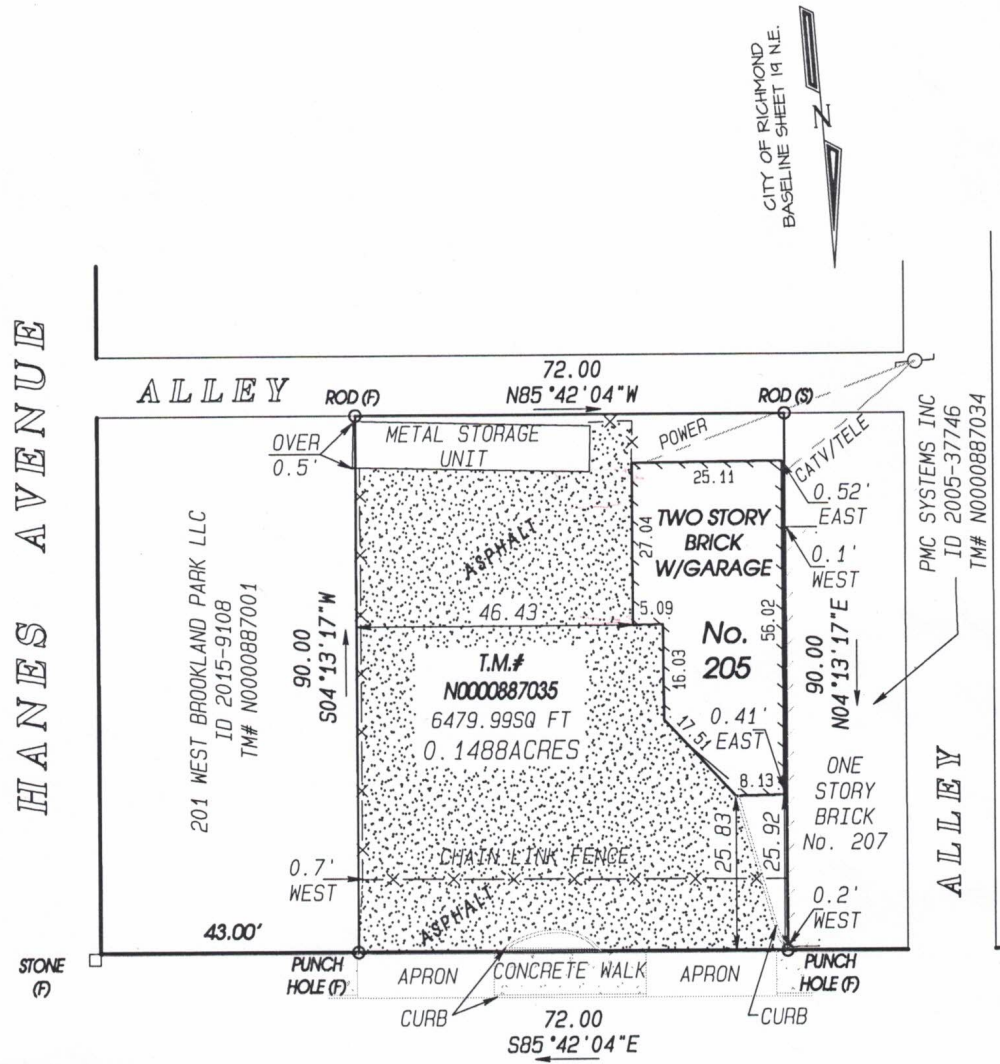 CITY OF RICHMOND
BASELINE SHEET 19 N.E.
N
HANES AVENUE
ALLEY
72.00
N85°42'04"W
ROD (F)
ROD (S)
OVER
0.5'
METAL STORAGE
UNIT
POWER
CATV/TELE
25.11
0.52'
EAST
0.1'
WEST
TWO STORY
BRICK
W/GARAGE
No.
205
27.04
56.02
5.09
16.03
17.51
0.41'
EAST
8.13
ASPHALT
46.43
T.M.#
N0000887035
6479.99SQ FT
0.1488ACRES
201 WEST BROOKLAND PARK LLC
ID 2015-9108
TM# N0000887001
90.00
S04°13'17"W
90.00
N04°13'17"E
PMC SYSTEMS INC
ID 2005-37746
TM# N0000887034
ONE
STORY
BRICK
No. 207
ALLEY
25.83
25.92
CHAIN LINK FENCE
0.7'
WEST
ASPHALT
0.2'
WEST
43.00'
STONE
(F)
PUNCH
HOLE (F)
APRON
CONCRETE WALK
APRON
PUNCH
HOLE (F)
CURB
CURB
72.00
S85°42'04"E